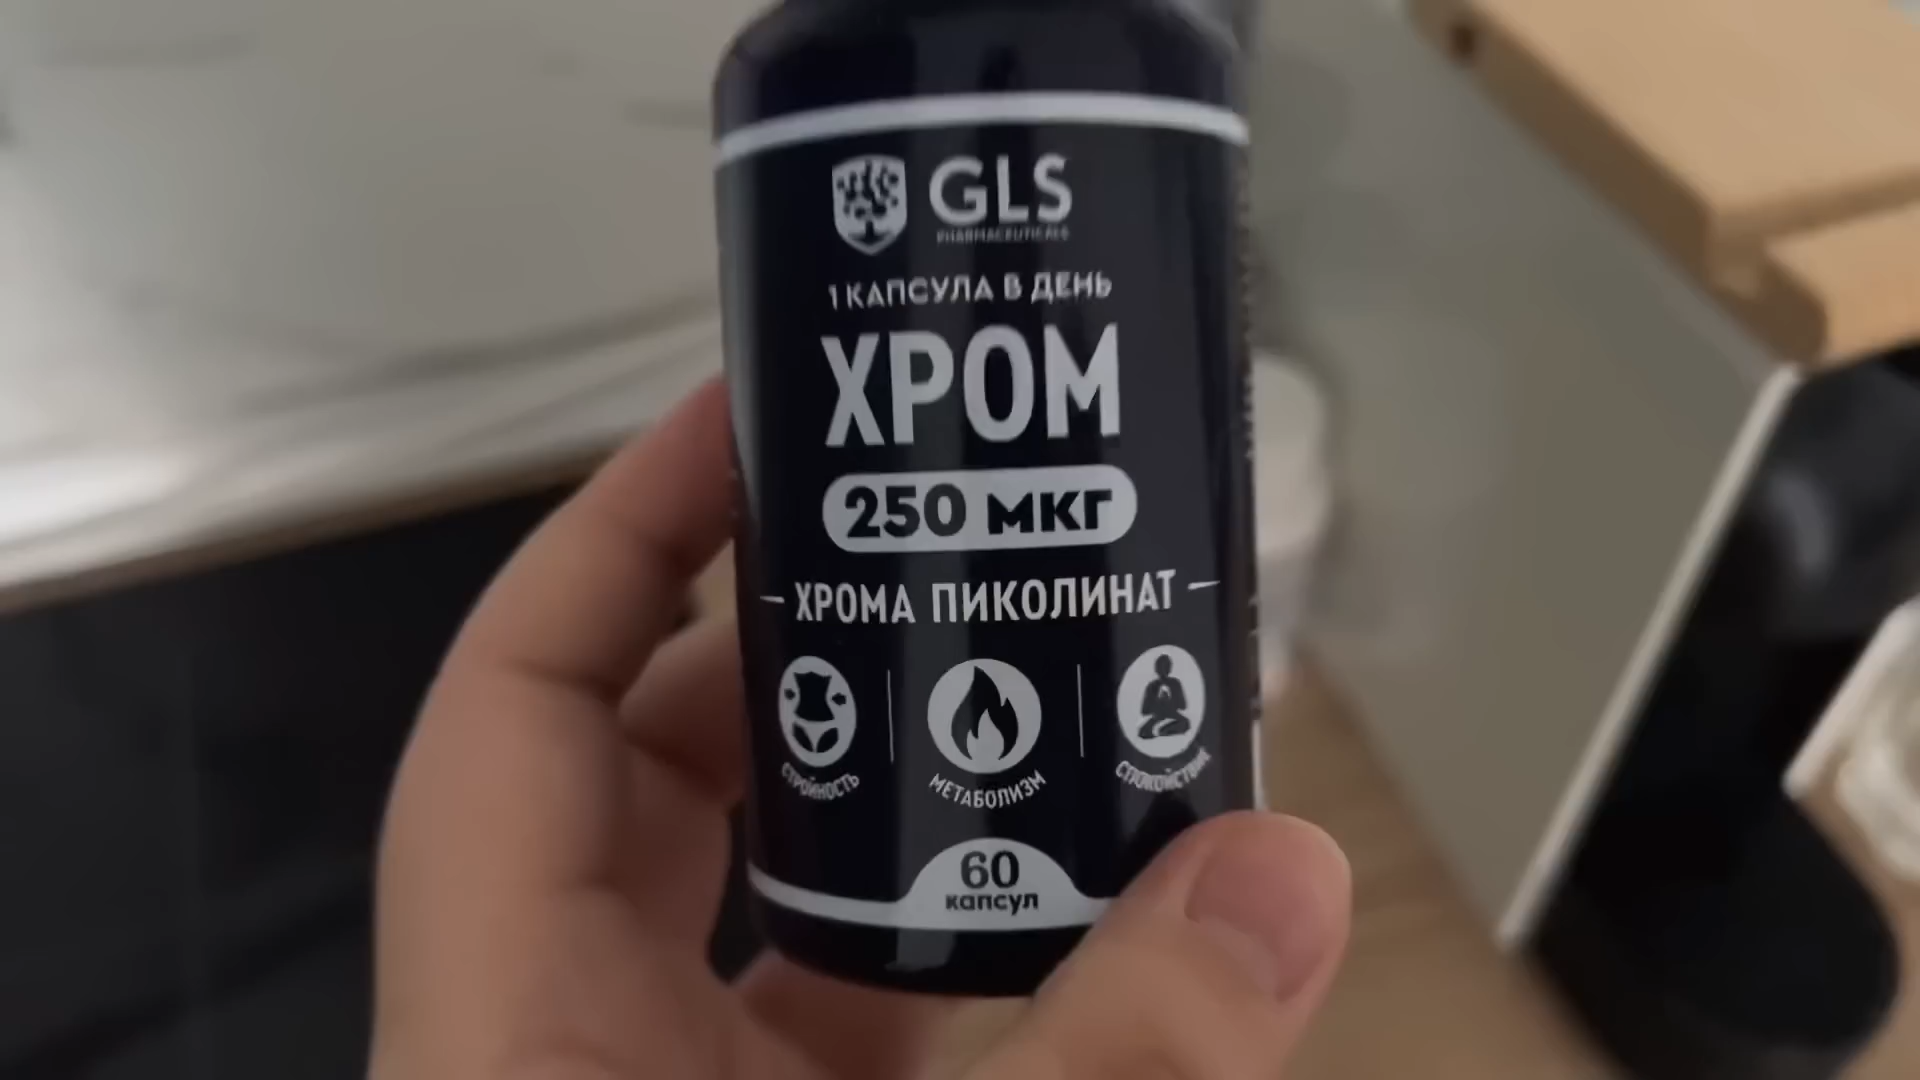 GLS
PHARMACEUTICALS
1 КАПСУЛА В ДЕНЬ
ХРОМ
250 мкг
ХРОМА ПИКОЛИНАТ
СТРОЙНОСТЬ
МЕТАБОЛИЗМ
СПОКОЙСТВИЕ
60
капсул